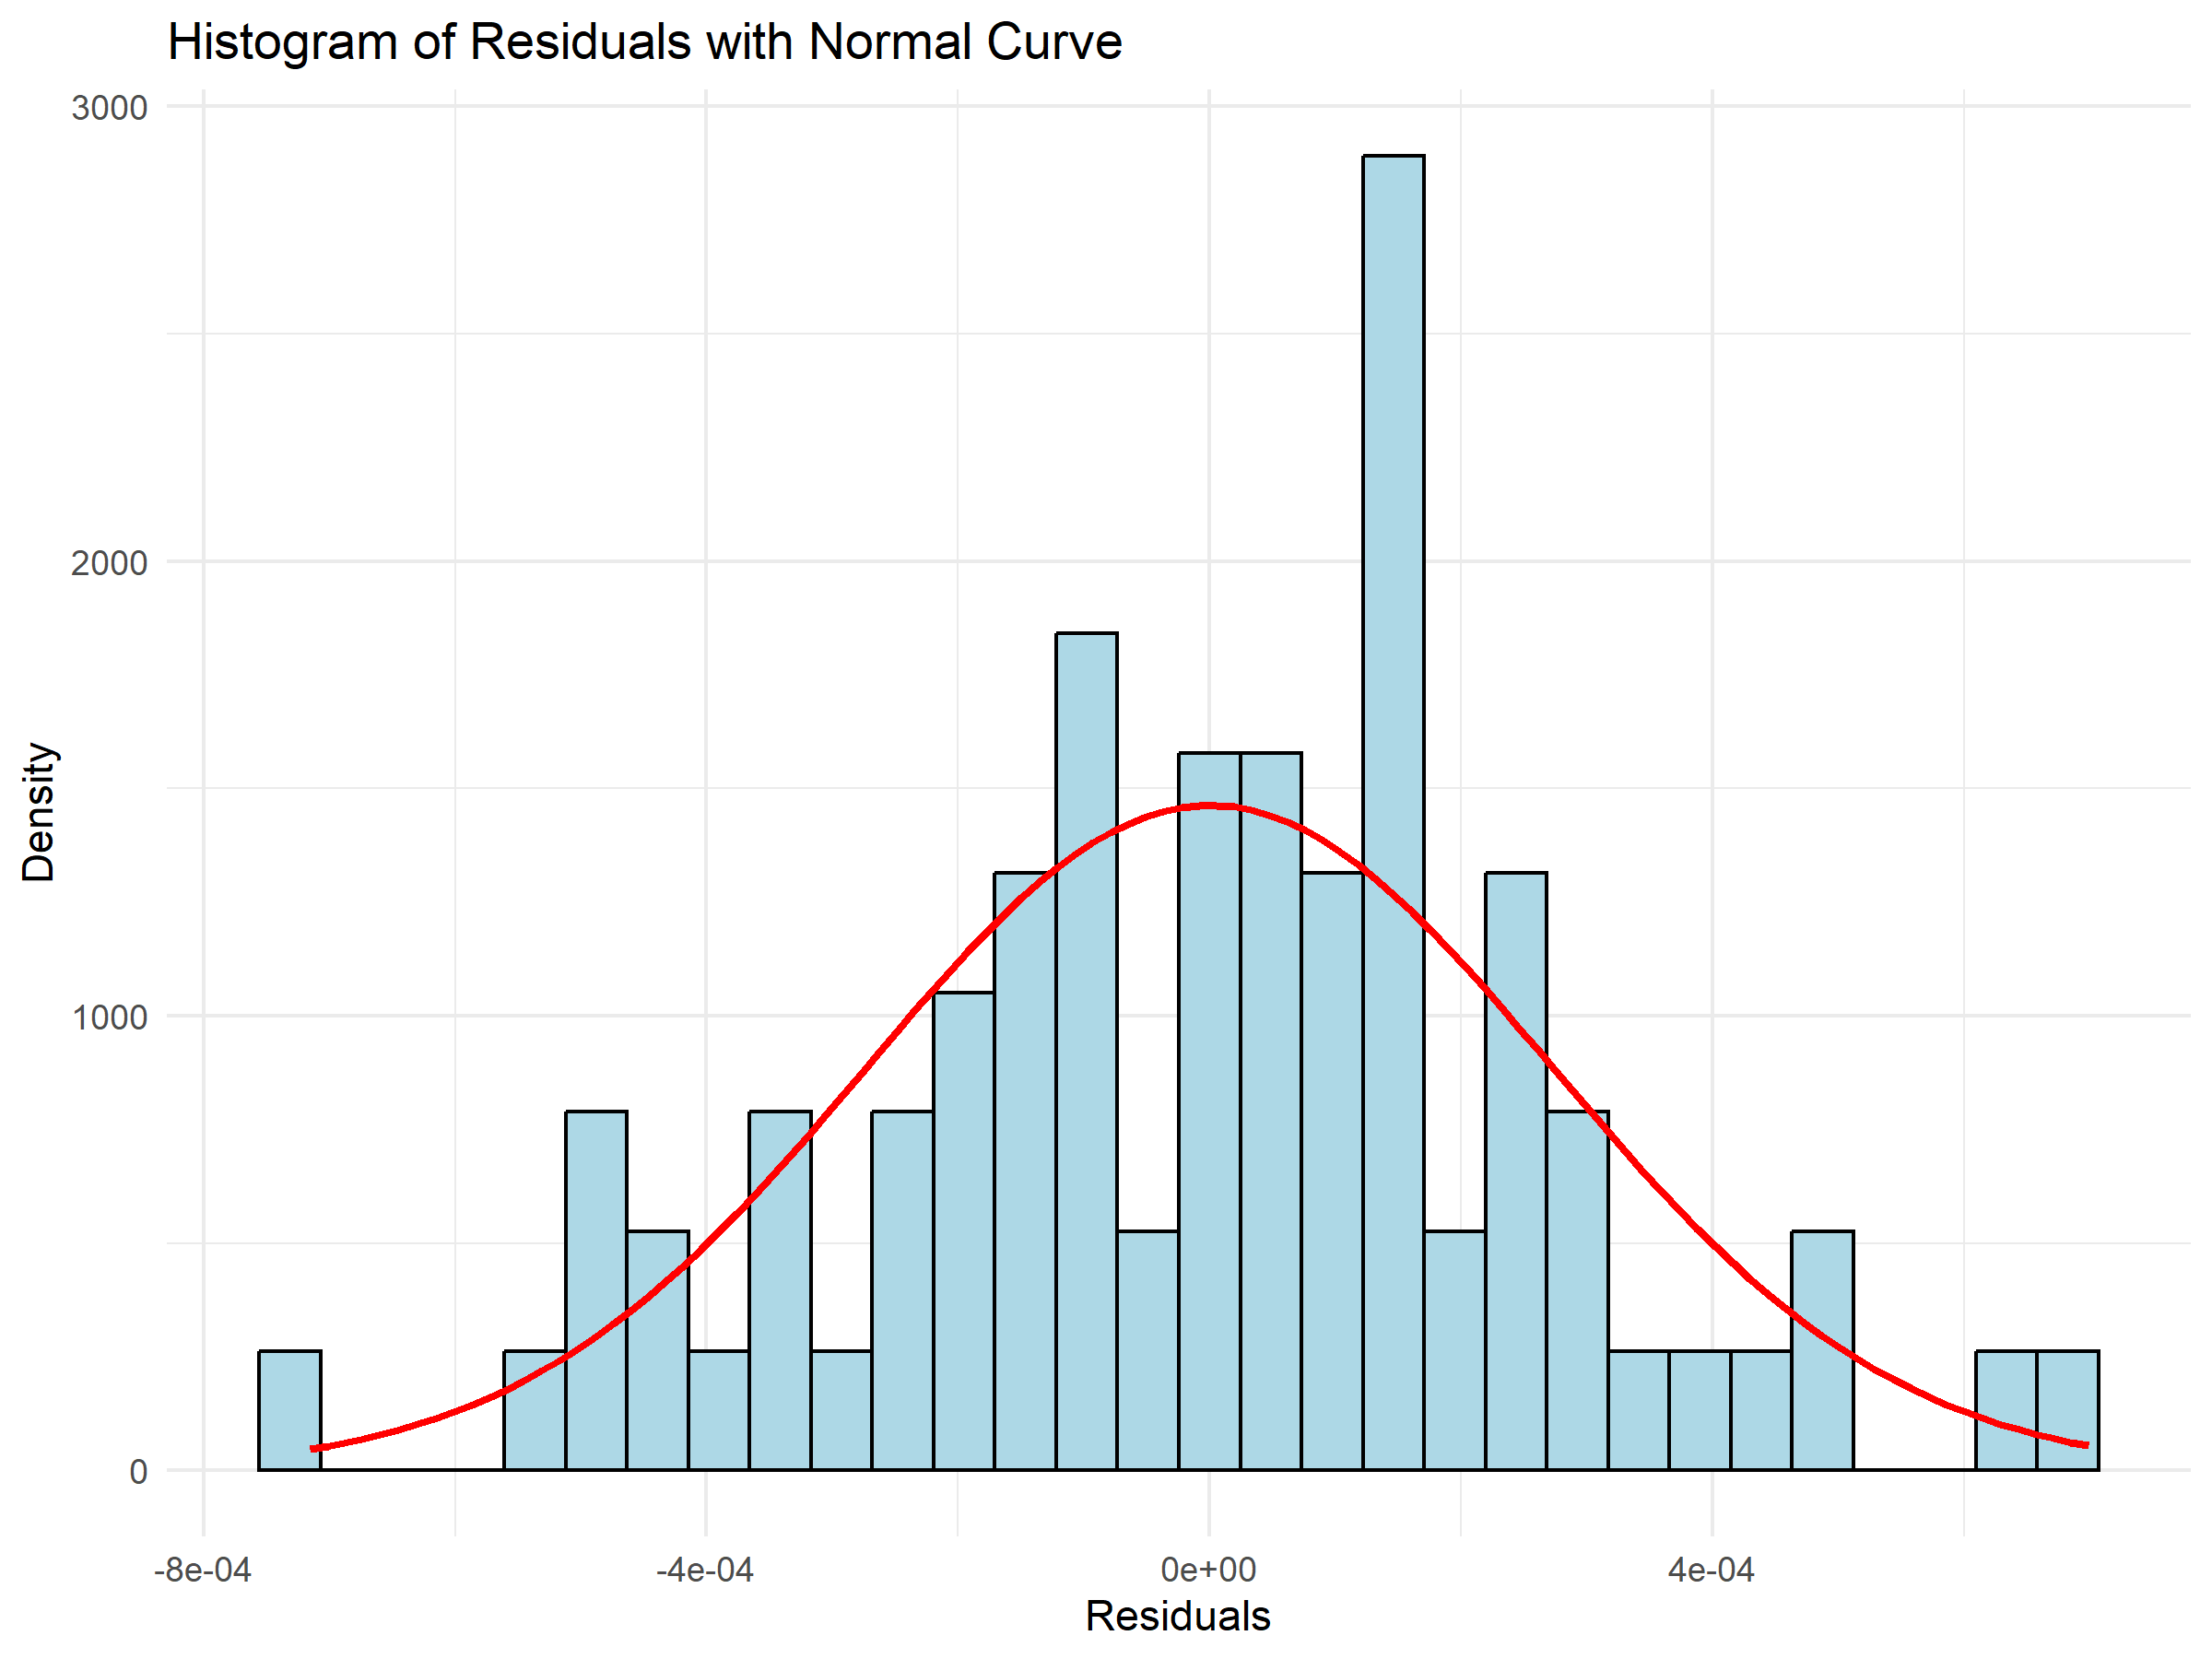 Histogram of Residuals with Normal Curve
3000
2000
1000
0
Density
-8e-04
-4e-04
0e+00
4e-04
Residuals